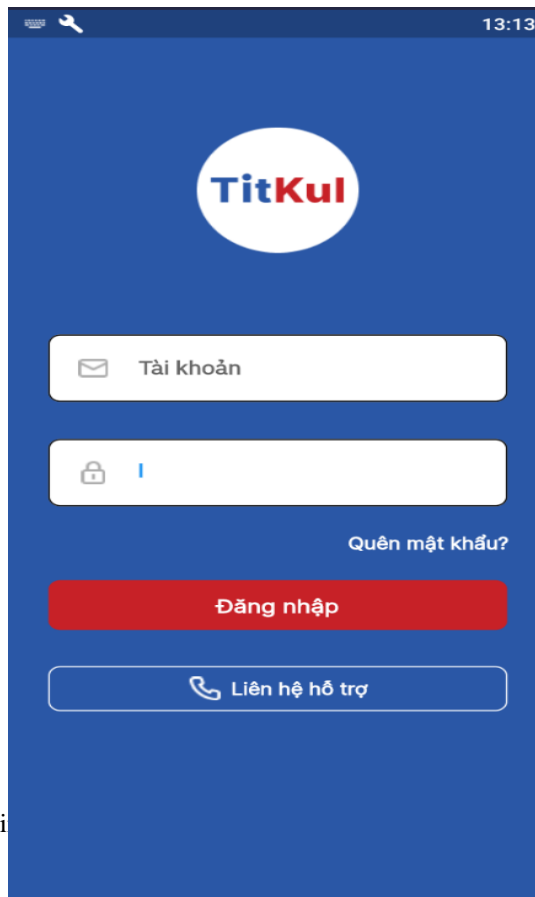 13:13
TitKul
Tài khoản
Quên mật khẩu?
Đăng nhập
Liên hệ hỗ trợ
i